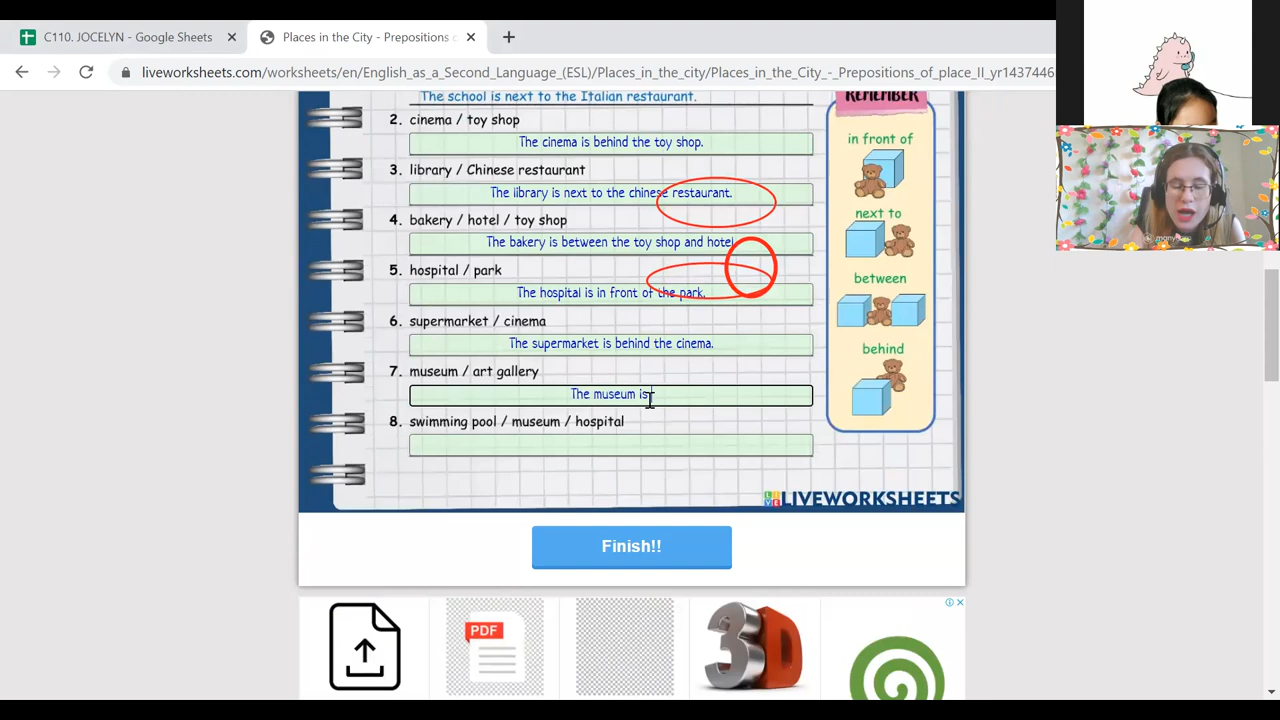 C110. JOCELYN - Google Sheets
Places in the City - Prepositions o
liveworksheets.com/worksheets/en/English_as_a_Second_Language_(ESL)/Places_in_the_city/Places_in_the_City_-_Prepositions_of_place_II_yr1437446
The school is next to the Italian restaurant.
2. cinema / toy shop
The cinema is behind the toy shop.
3. library / Chinese restaurant
The library is next to the chinese restaurant.
4. bakery / hotel / toy shop
The bakery is between the toy shop and hotel.
5. hospital / park
The hospital is in front of the park.
6. supermarket / cinema
The supermarket is behind the cinema.
7. museum / art gallery
The museum is
8. swimming pool / museum / hospital
REMEMBER
in front of
next to
between
behind
LIVE LIVEWORKSHEETS
Finish!!
PDF
3D